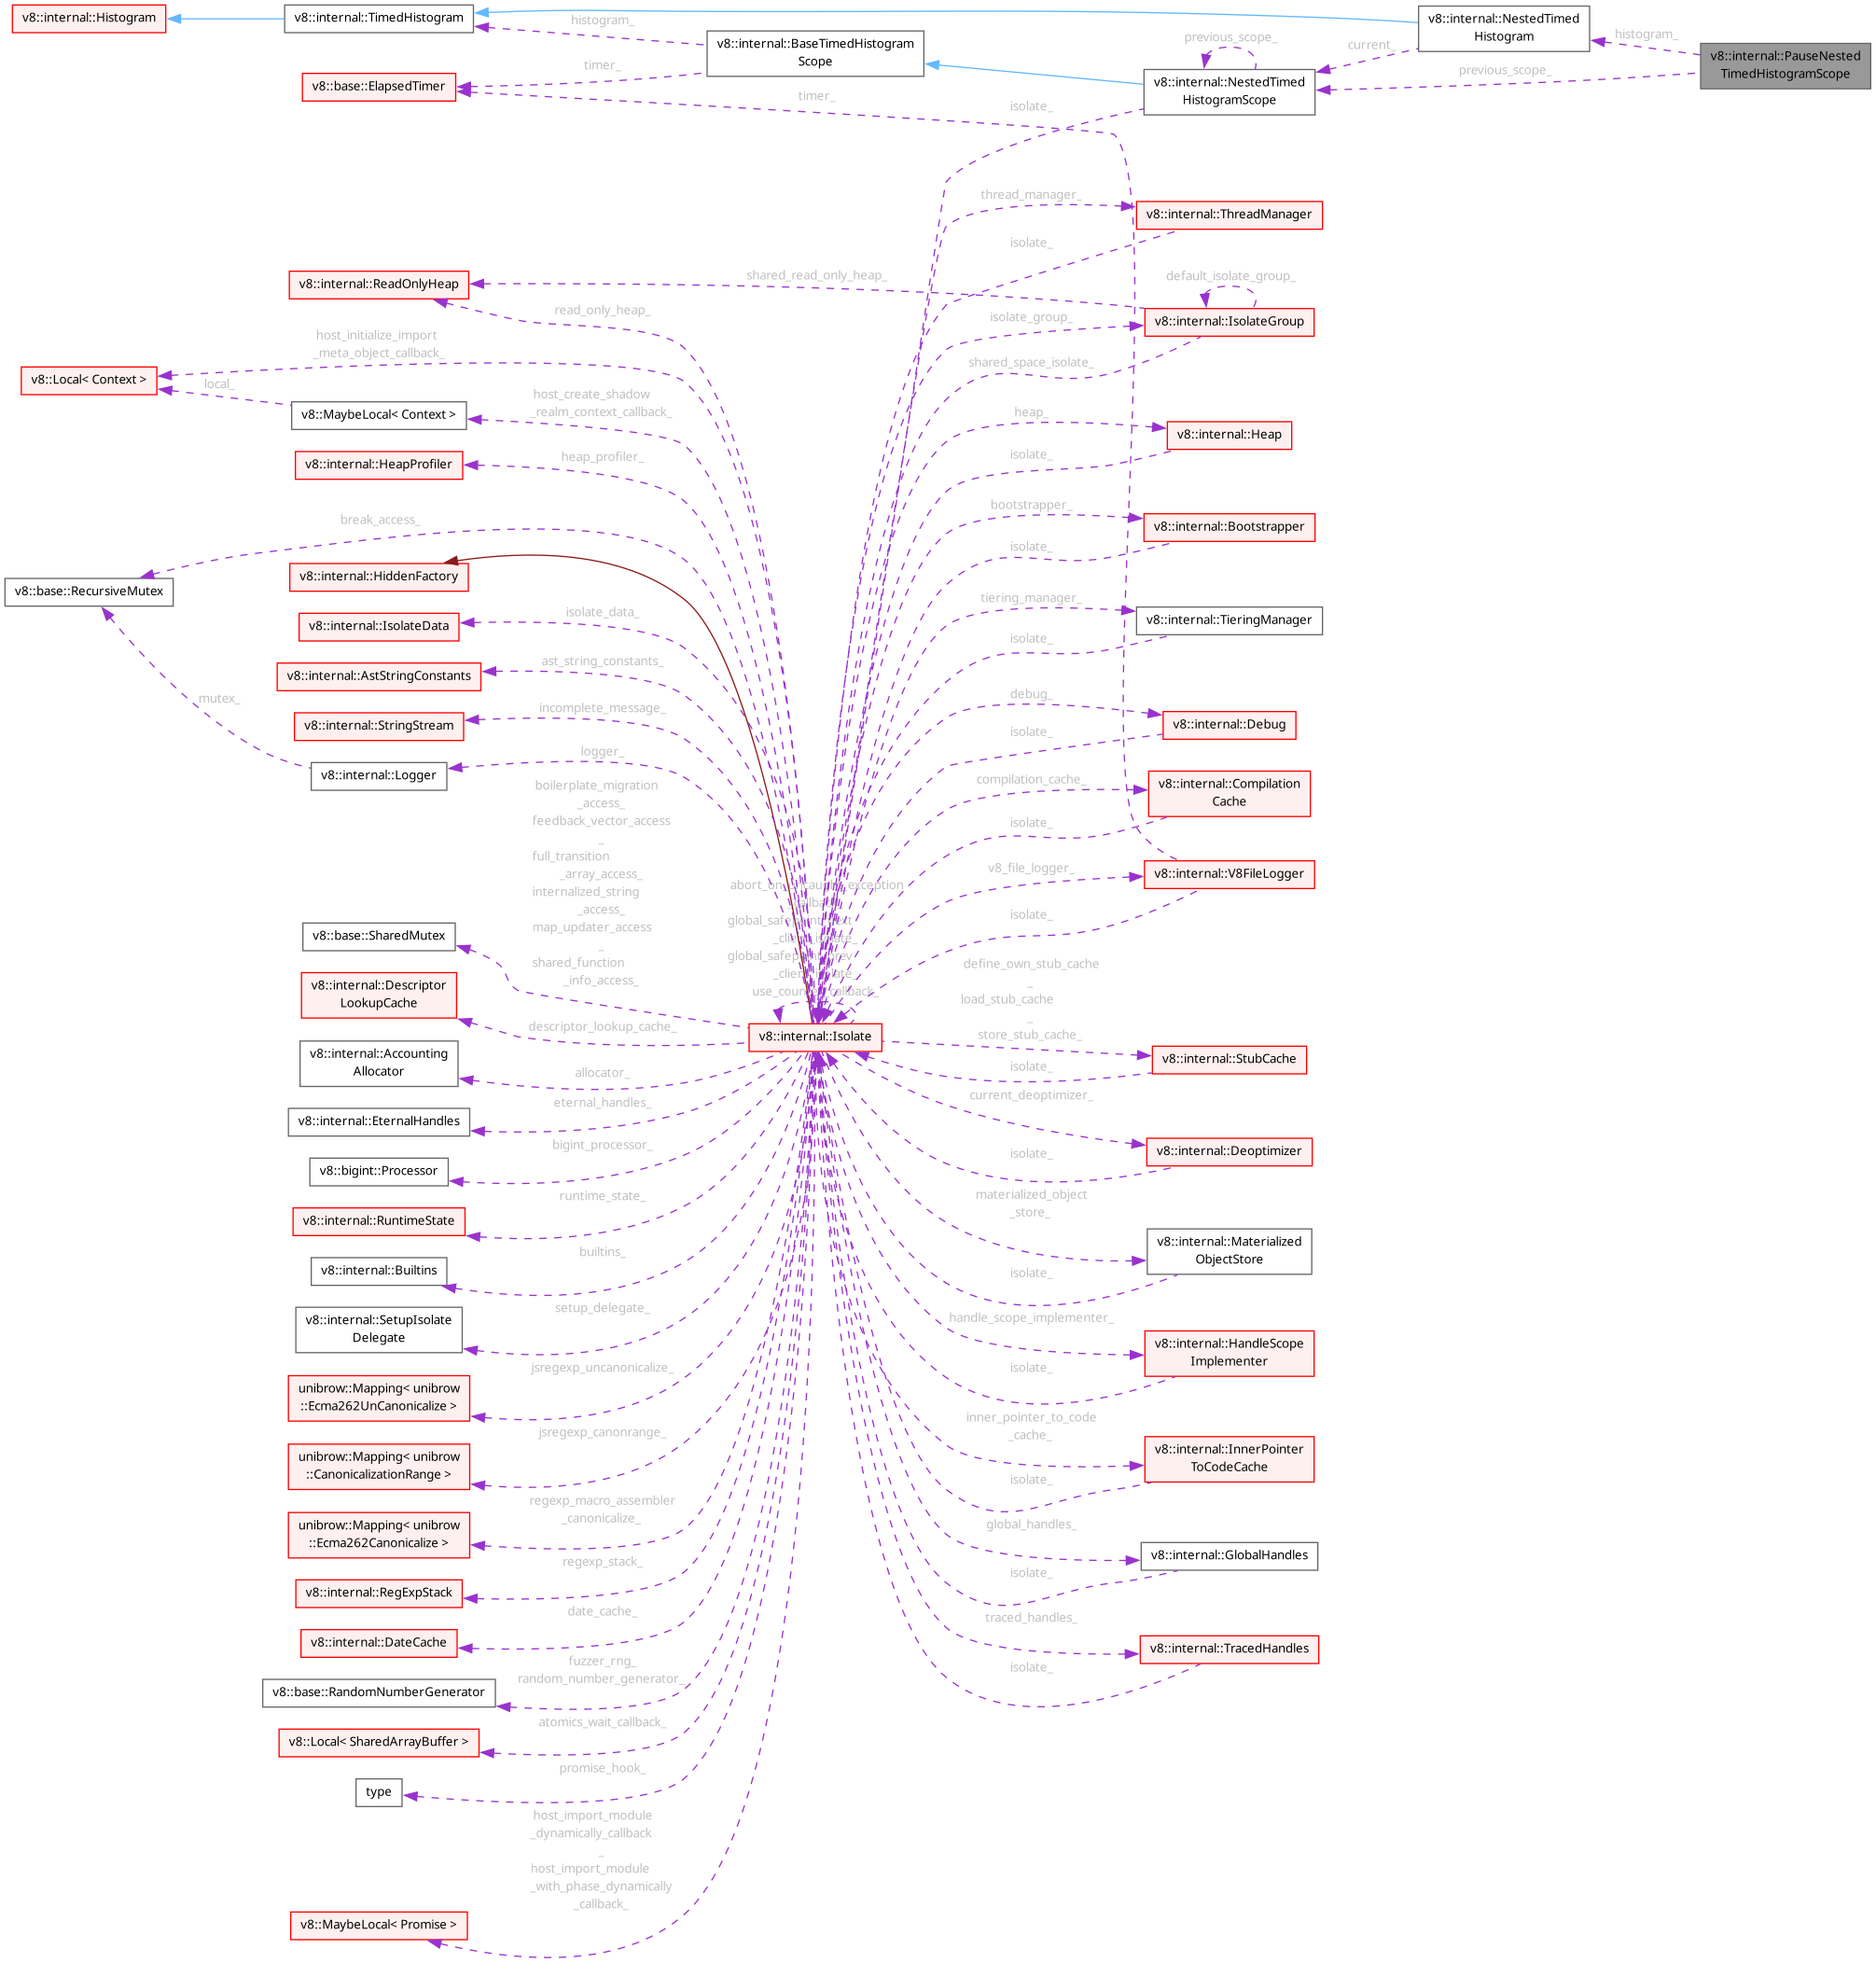 v8::internal::Histogram
v8::internal::TimedHistogram
histogram_
v8::internal::BaseTimedHistogram
Scope
timer_
v8::base::ElapsedTimer
timer_
previous_scope_
v8::internal::NestedTimed
HistogramScope
current_
v8::internal::NestedTimed
Histogram
histogram_
previous_scope_
v8::internal::PauseNested
TimedHistogramScope
isolate_
thread_manager_
v8::internal::ThreadManager
isolate_
default_isolate_group_
shared_read_only_heap_
v8::internal::ReadOnlyHeap
read_only_heap_
isolate_group_
v8::internal::IsolateGroup
shared_space_isolate_
host_initialize_import
_meta_object_callback_
v8::Local< Context >
local_
v8::MaybeLocal< Context >
host_create_shadow
_realm_context_callback_
heap_
v8::internal::Heap
isolate_
v8::internal::HeapProfiler
heap_profiler_
bootstrapper_
v8::internal::Bootstrapper
isolate_
break_access_
v8::internal::HiddenFactory
v8::base::RecursiveMutex
v8::internal::IsolateData
isolate_data_
tiering_manager_
v8::internal::TieringManager
isolate_
v8::internal::AstStringConstants
ast_string_constants_
mutex_
v8::internal::StringStream
incomplete_message_
debug_
v8::internal::Debug
isolate_
v8::internal::Logger
logger_
compilation_cache_
v8::internal::Compilation
Cache
isolate_
boilerplate_migration
_access_
feedback_vector_access
_
full_transition
_array_access_
internalized_string
_access_
map_updater_access
_
shared_function
_info_access_
v8_file_logger_
v8::internal::V8FileLogger
isolate_
v8::base::SharedMutex
v8::internal::Descriptor
LookupCache
descriptor_lookup_cache_
use_counter_callback_
v8::internal::Isolate
define_own_stub_cache
_
load_stub_cache
_
store_stub_cache_
v8::internal::StubCache
isolate_
v8::internal::Accounting
Allocator
allocator_
current_deoptimizer_
v8::internal::EternalHandles
eternal_handles_
v8::internal::Deoptimizer
isolate_
v8::bigint::Processor
bigint_processor_
v8::internal::RuntimeState
runtime_state_
materialized_object
_store_
v8::internal::Materialized
ObjectStore
isolate_
v8::internal::Builtins
builtins_
v8::internal::SetupIsolate
Delegate
setup_delegate_
handle_scope_implementer_
v8::internal::HandleScope
Implementer
isolate_
unibrow::Mapping< unibrow
::Ecma262UnCanonicalize >
jsregexp_uncanonicalize_
unibrow::Mapping< unibrow
::CanonicalizationRange >
jsregexp_canonrange_
inner_pointer_to_code
_cache_
v8::internal::InnerPointer
ToCodeCache
isolate_
unibrow::Mapping< unibrow
::Ecma262Canonicalize >
regexp_macro_assembler
_canonicalize_
global_handles_
v8::internal::GlobalHandles
isolate_
v8::internal::RegExpStack
regexp_stack_
v8::internal::DateCache
date_cache_
traced_handles_
v8::internal::TracedHandles
isolate_
v8::base::RandomNumberGenerator
fuzzer_rng_
random_number_generator_
v8::Local< SharedArrayBuffer >
atomics_wait_callback_
type
promise_hook_
host_import_module
_dynamically_callback
_
host_import_module
_with_phase_dynamically
_callback_
v8::MaybeLocal< Promise >